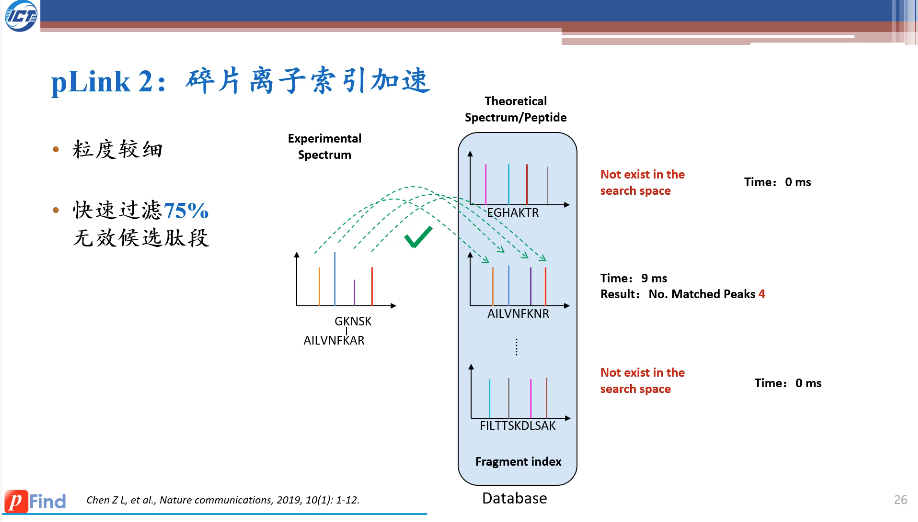 ICT
pLink 2：碎片离子索引加速
• 粒度较细
• 快速过滤75%
无效候选肽段
Experimental
Spectrum
GKNSK
AILVNFKAR
Theoretical
Spectrum/Peptide
EGHAKTR
AILVNFKNR
FILTTSKDLSAK
Fragment index
Database
Not exist in the
search space
Time：0 ms
Time：9 ms
Result：No. Matched Peaks 4
Not exist in the
search space
Time：0 ms
pFind
Chen Z L, et al., Nature communications, 2019, 10(1): 1-12.
26